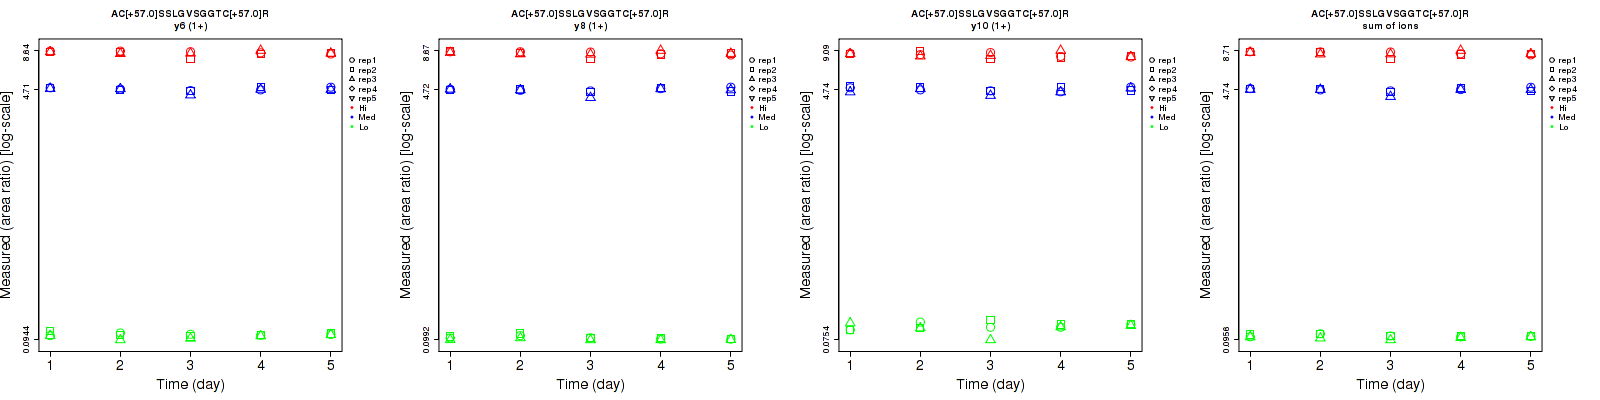 AC[+57.0]SSLGVSGGTC[+57.0]R
y6 (1+)
Measured (area ratio) [log-scale]
8.64
4.71
0.0944
1 2 3 4 5
Time (day)
rep1
rep2
rep3
rep4
rep5
Hi
Med
Lo
AC[+57.0]SSLGVSGGTC[+57.0]R
y8 (1+)
Measured (area ratio) [log-scale]
8.67
4.72
0.0992
1 2 3 4 5
Time (day)
rep1
rep2
rep3
rep4
rep5
Hi
Med
Lo
AC[+57.0]SSLGVSGGTC[+57.0]R
y10 (1+)
Measured (area ratio) [log-scale]
9.09
4.74
0.0754
1 2 3 4 5
Time (day)
rep1
rep2
rep3
rep4
rep5
Hi
Med
Lo
AC[+57.0]SSLGVSGGTC[+57.0]R
sum of ions
Measured (area ratio) [log-scale]
8.71
4.74
0.0956
1 2 3 4 5
Time (day)
rep1
rep2
rep3
rep4
rep5
Hi
Med
Lo